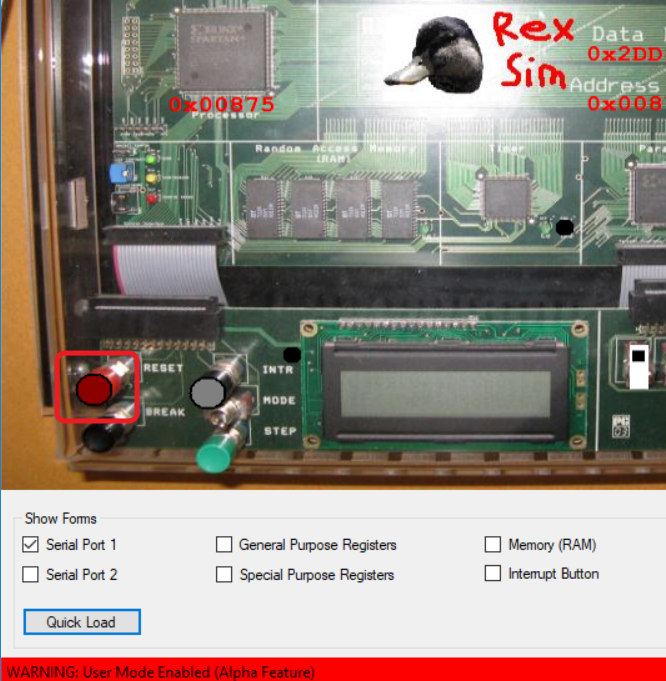 Rex
Sim
Data
0x2DD
Address
0x008
XILINX
SPARTAN
0x00875
Processor
Random Access Memory
(RAM)
Timer
Para
RESET
BREAK
INTR
MODE
STEP
Show Forms
Serial Port 1
General Purpose Registers
Memory (RAM)
Serial Port 2
Special Purpose Registers
Interrupt Button
Quick Load
WARNING: User Mode Enabled (Alpha Feature)